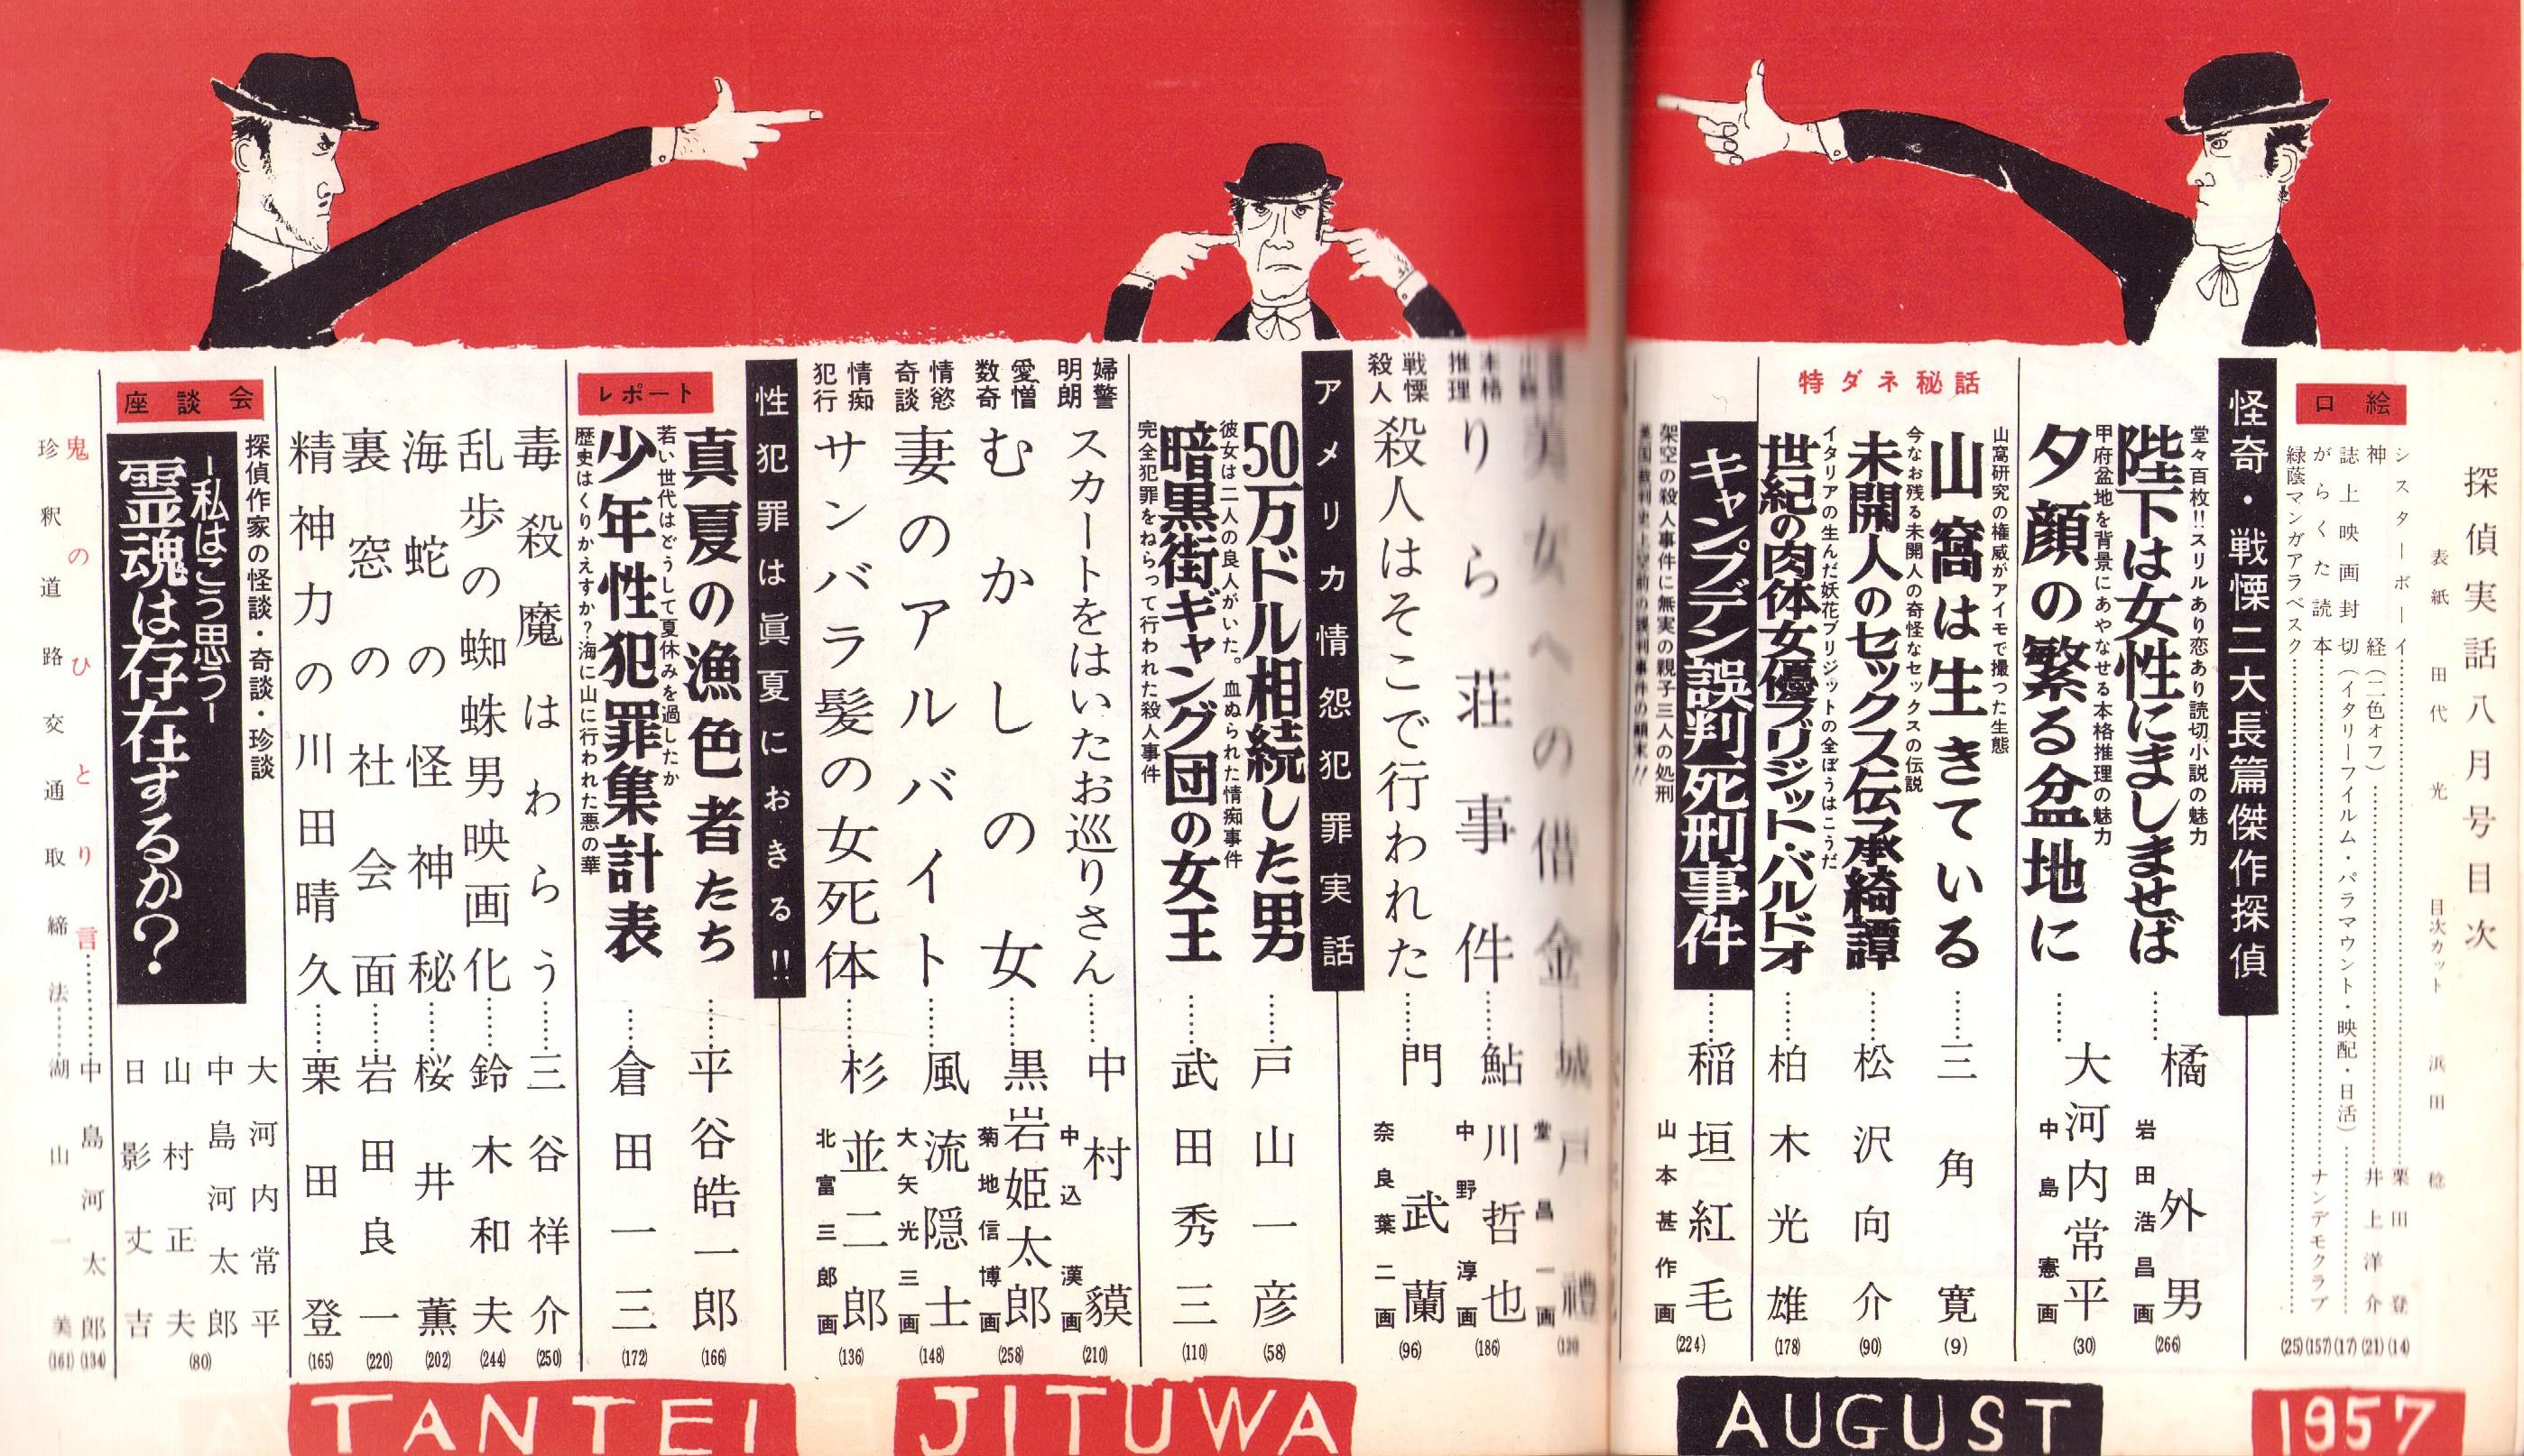 探偵実話八月号目次
表紙 田代光 目次カット 浜田稔
口絵
シスターボーイ……栗田登(14)
神経(二色オフ)……井上洋介(21)
誌上映画封切(イタリーフイルム・パラマウント・映配・日活)……(17)
がらくた読本……ナンデモクラブ(157)
緑蔭マンガアラベスク……(25)
怪奇・戦慄二大長篇傑作探偵
堂々百枚!!スリルあり恋あり読切小説の魅力
陛下は女性にましませば……橘外男 岩田浩昌画(266)
甲府盆地を背景にあやなせる本格推理の魅力
夕顔の繁る盆地に……大河内常平 中島憲画(30)
特ダネ秘話
山窩研究の権威がアイモで撮つた生態
山窩は生きている……三角寛(9)
今なお残る未開人の奇怪なセックスの伝説
未開人のセックス伝承綺譚……松沢向介(90)
イタリアの生んだ妖花ブリジットの全ぼうはこうだ
世紀の肉体女優ブリジット・バルドオ……柏木光雄(178)
キャンプデン誤判死刑事件……稲垣紅毛 山本甚作画(224)
架空の殺人事件に無実の親子三人の処刑
英国裁判史上空前の誤判事件の顛末!!
美女への借金……城戸禮 堂昌一画(120)
本格推理
りら荘事件……鮎川哲也 中野淳画(186)
戦慄殺人
殺人はそこで行われた……門武蘭 奈良葉二画(96)
アメリカ情怨犯罪実話
50万ドル相続した男……戸山一彦(58)
彼女は二人の良人がいた。血ぬられた情痴事件
暗黒街ギャング団の女王……武田秀三(110)
完全犯罪をねらって行われた殺人事件
婦警明朗
スカートをはいたお巡りさん……中村獏 中込漢画(210)
愛憎数奇
むかしの女……黒岩姫太郎 菊地信博画(258)
情慾奇談
妻のアルバイト……風流隠士 大矢光三画(148)
情痴犯行
サンバラ髪の女死体……杉並二郎 北富三郎画(136)
性犯罪は眞夏におきる!!
レポート
真夏の漁色者たち……平谷皓一郎(166)
若い世代はどうして夏休みを過したか
少年性犯罪集計表……倉田一三(172)
歴史はくりかえすか?海に山に行われた悪の華
毒殺魔はわらう……三谷祥介(250)
乱歩の蜘蛛男映画化……鈴木和夫(244)
海蛇の怪神秘……桜井薫(202)
裏窓の社会面……岩田良一(220)
精神力の川田晴久……栗田登(165)
座談会
探偵作家の怪談・奇談・珍談
―私はこう思う―
霊魂は存在するか?
大河内常平
中島河太郎
山村正夫
日影丈吉
(80)
鬼のひとり言……中島河太郎(134)
珍釈道路交通取締法……湖山一美(161)
TANTEI JITUWA AUGUST 1957